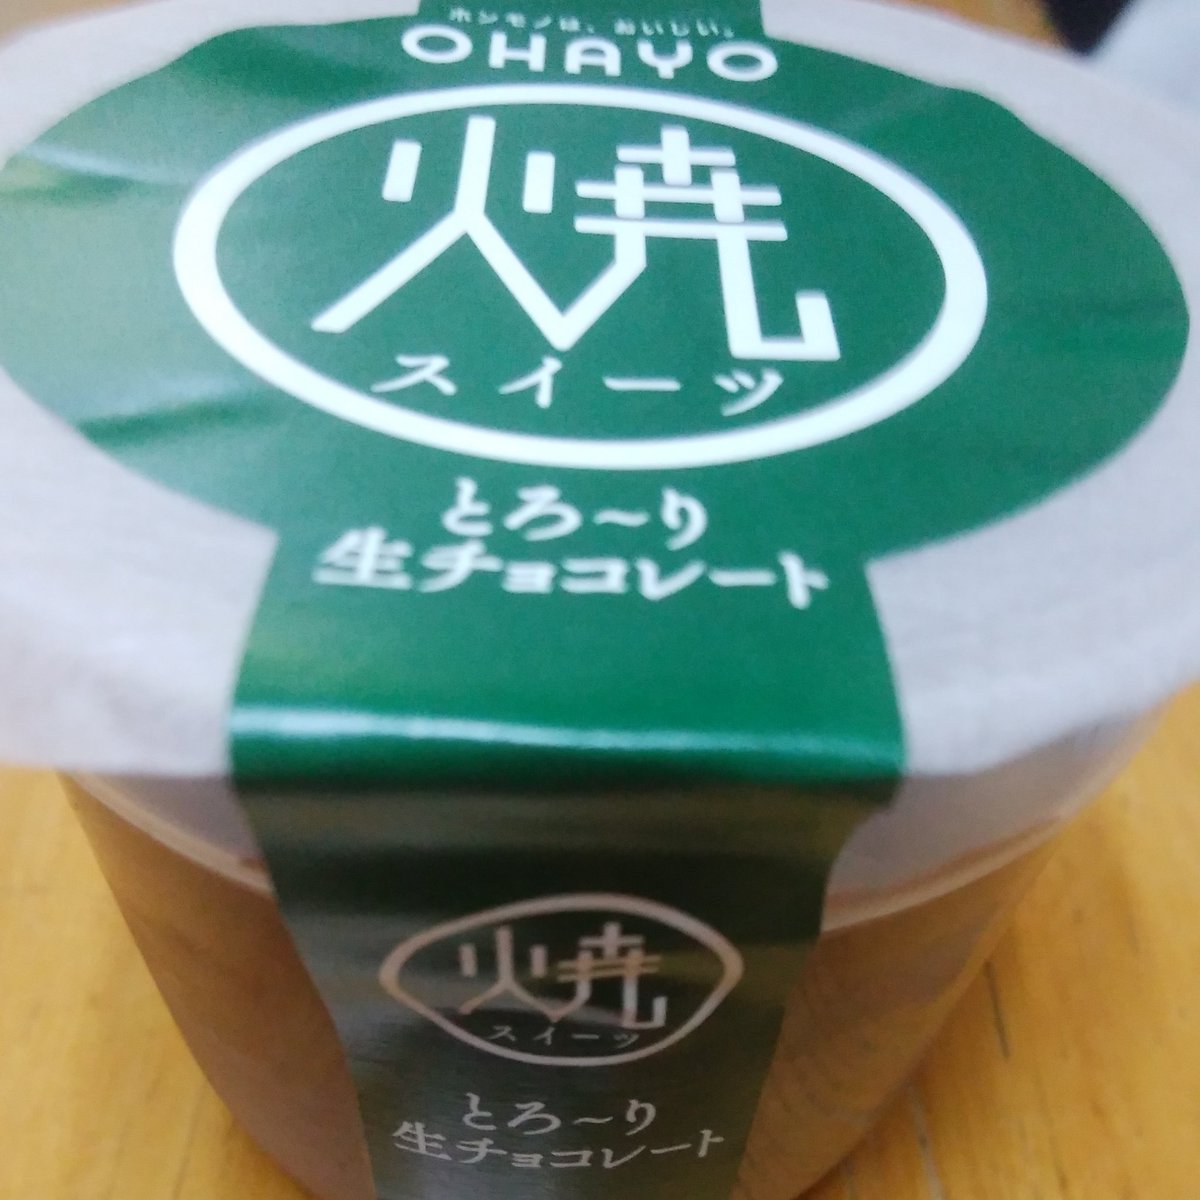 ホンモノは、おいしい。
OHAYO
焼
スイーツ
とろ〜り
生チョコレート
焼
スイーツ
とろ〜り
生チョコレート